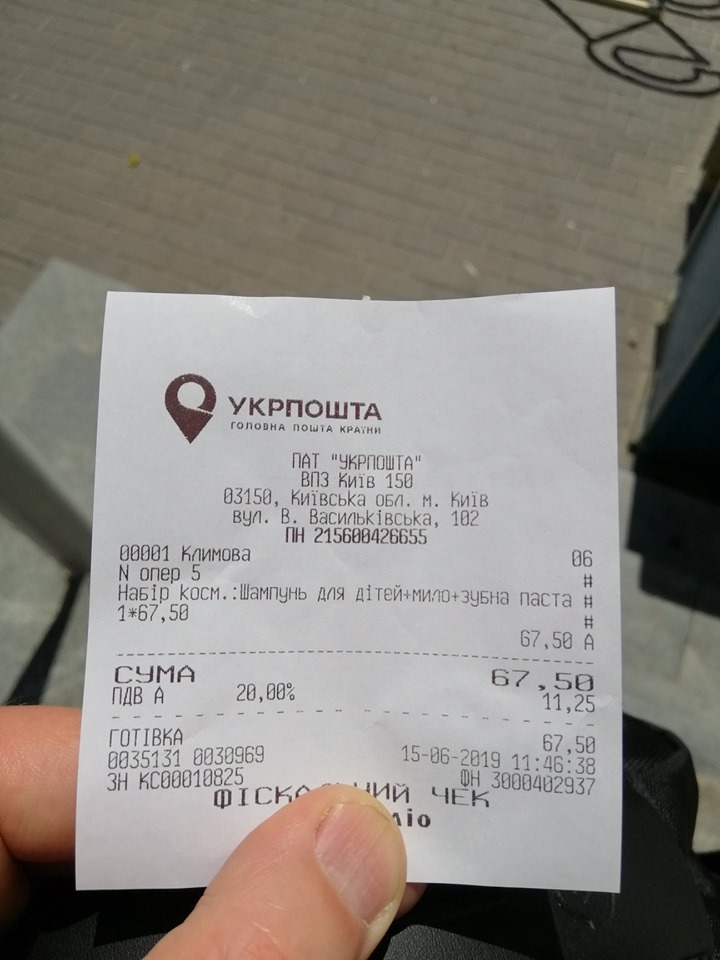 УКРПОШТА
ГОЛОВНА ПОШТА КРАЇНИ
ПАТ "УКРПОШТА"
ВПЗ Київ 150
03150, Київська обл. м. Київ
вул. В. Васильківська, 102
ПН 215600426655
00001 Климова 06
N опер 5 #
Набір косм.:Шампунь для дітей+мило+зубна паста #
1*67,50 #
67,50 А
СУМА 67,50
ПДВ А 20,00% 11,25
ГОТІВКА 67,50
0035131 0030969 15-06-2019 11:46:38
ЗН КС00010825 ФН 3000402937
ФІСКАЛЬНИЙ ЧЕК